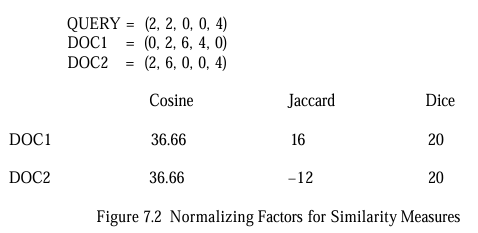 QUERY = (2, 2, 0, 0, 4)
DOC1 = (0, 2, 6, 4, 0)
DOC2 = (2, 6, 0, 0, 4)
Cosine Jaccard Dice
DOC1 36.66 16 20
DOC2 36.66 –12 20
Figure 7.2 Normalizing Factors for Similarity Measures